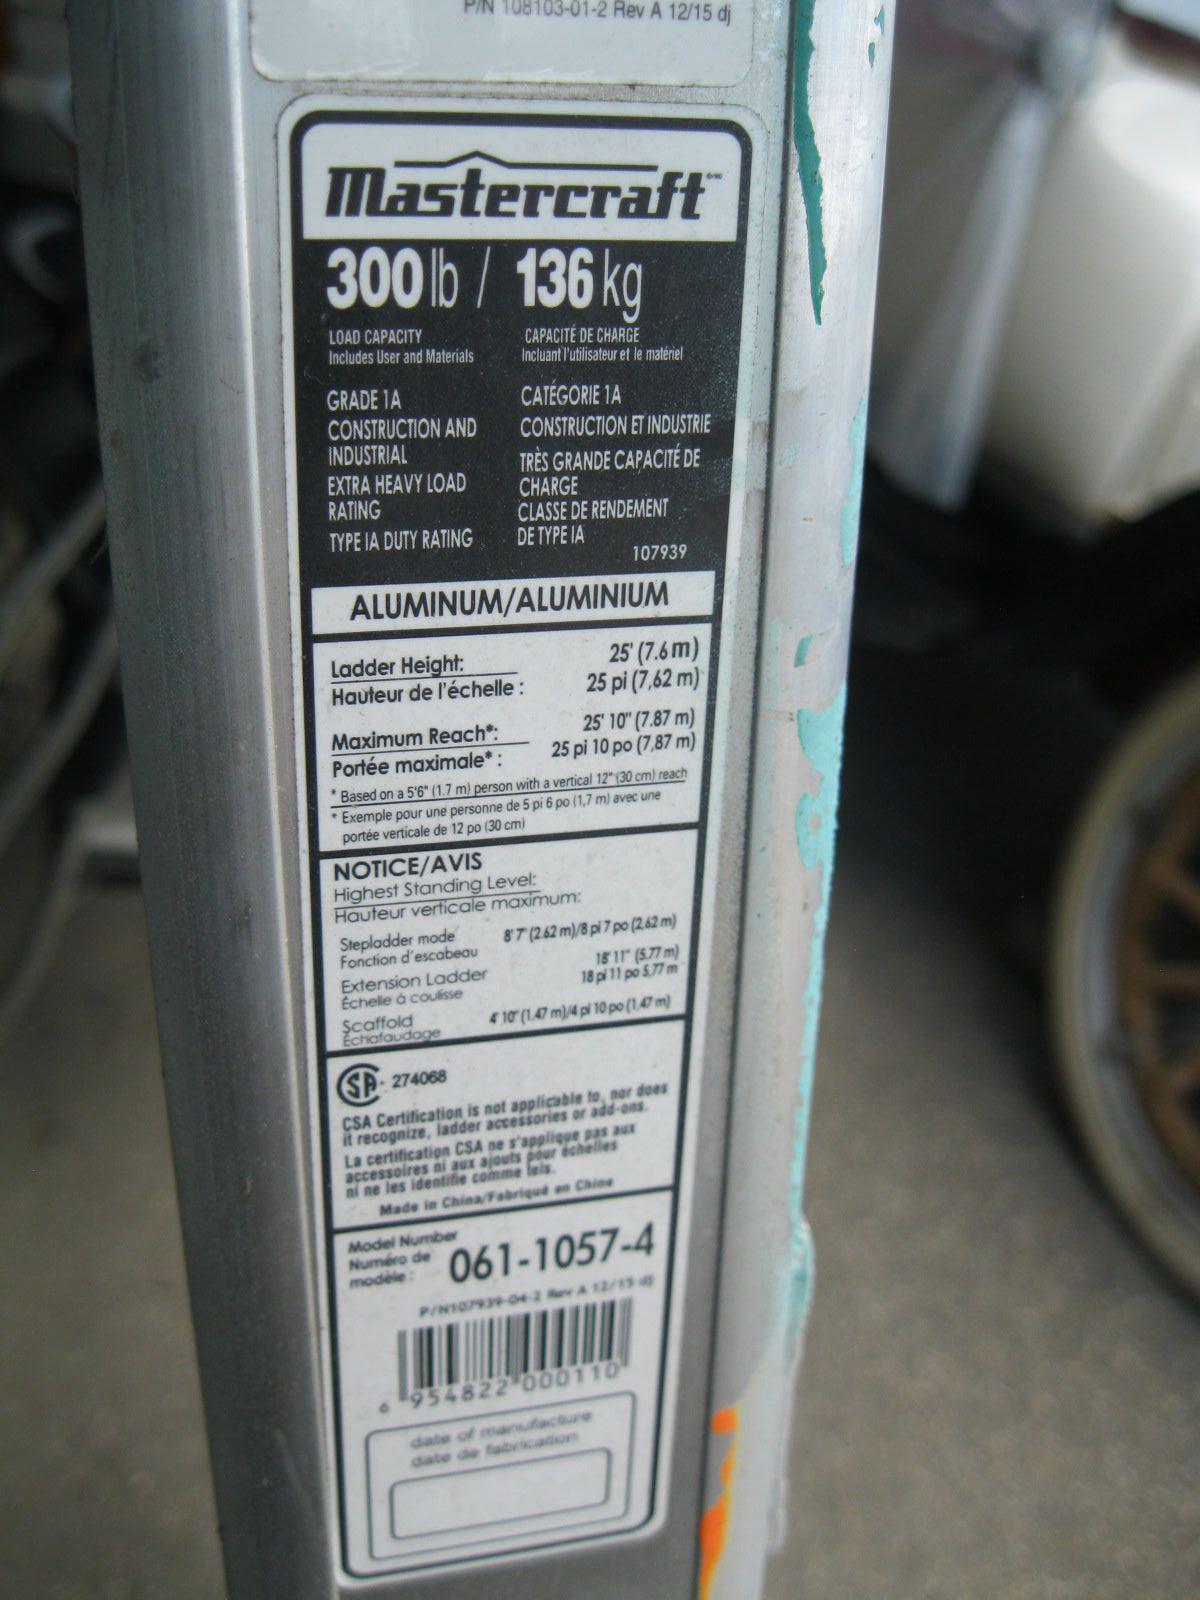 P/N 108103-01-2 Rev A 12/15 dj
Mastercraft
300 lb / 136 kg
LOAD CAPACITY
Includes User and Materials
CAPACITÉ DE CHARGE
Incluant l'utilisateur et le matériel
GRADE 1A
CONSTRUCTION AND
INDUSTRIAL
EXTRA HEAVY LOAD
RATING
TYPE IA DUTY RATING
CATÉGORIE 1A
CONSTRUCTION ET INDUSTRIE
TRÈS GRANDE CAPACITÉ DE
CHARGE
CLASSE DE RENDEMENT
DE TYPE IA
107939
ALUMINUM/ALUMINIUM
Ladder Height: 25' (7.6 m)
Hauteur de l'échelle : 25 pi (7,62 m)
Maximum Reach*: 25' 10" (7.87 m)
Portée maximale* : 25 pi 10 po (7,87 m)
* Based on a 5'6" (1.7 m) person with a vertical 12" (30 cm) reach
* Exemple pour une personne de 5 pi 6 po (1,7 m) avec une
portée verticale de 12 po (30 cm)
NOTICE/AVIS
Highest Standing Level:
Hauteur verticale maximum:
Stepladder mode 8' 7" (2.62 m)/8 pi 7 po (2,62 m)
Fonction d'escabeau
Extension Ladder 18' 11" (5.77 m)
Échelle à coulisse 18 pi 11 po 5,77 m
Scaffold 4' 10" (1.47 m)/4 pi 10 po (1,47 m)
Échafaudage
SA 274068
CSA Certification is not applicable to, nor does
it recognize, ladder accessories or add-ons.
La certification CSA ne s'applique pas aux
accessoires ni aux ajouts pour échelles
ni ne les identifie comme tels.
Made in China/Fabriqué en Chine
Model Number
Numéro de
modèle :
061-1057-4
P/N107939-04-2 Rev A 12/15 dj
6 954822 000110
date of manufacture
date de fabrication